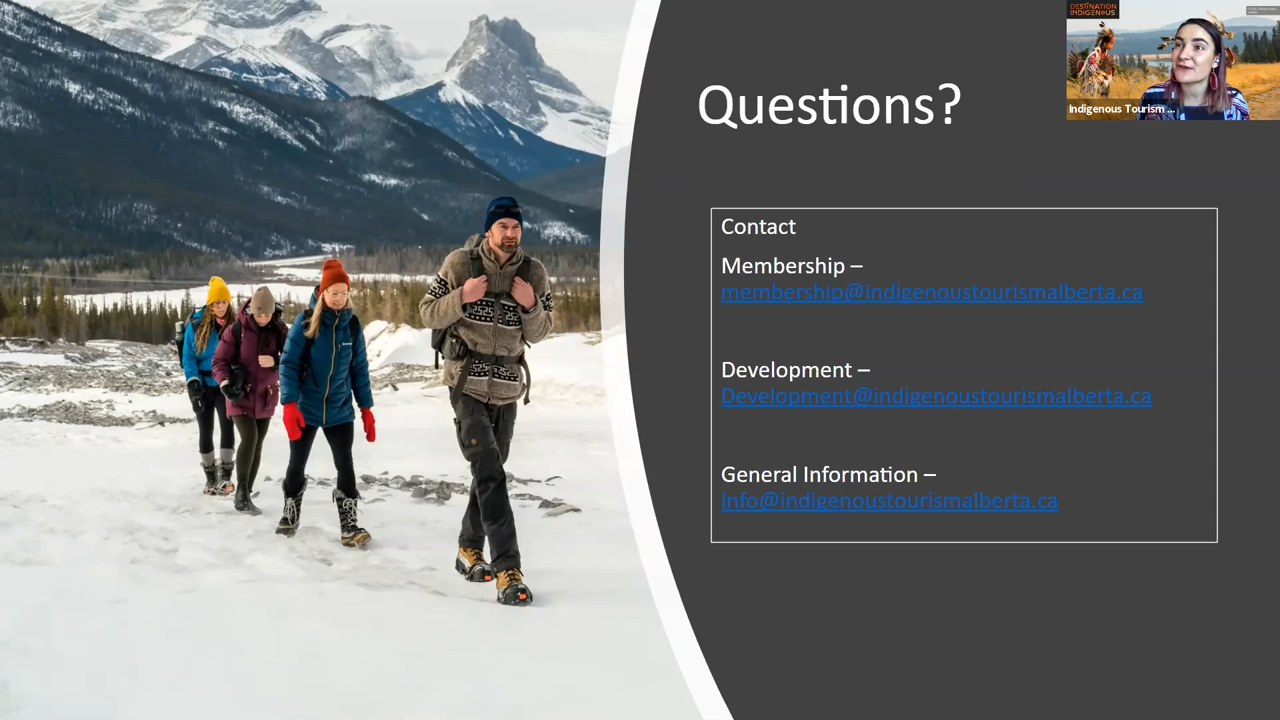 Questions?
DESTINATION
INDIGENOUS
Indigenous Tourism ...
Contact
Membership –
membership@indigenoustourismalberta.ca
Development –
Development@indigenoustourismalberta.ca
General Information –
Info@indigenoustourismalberta.ca